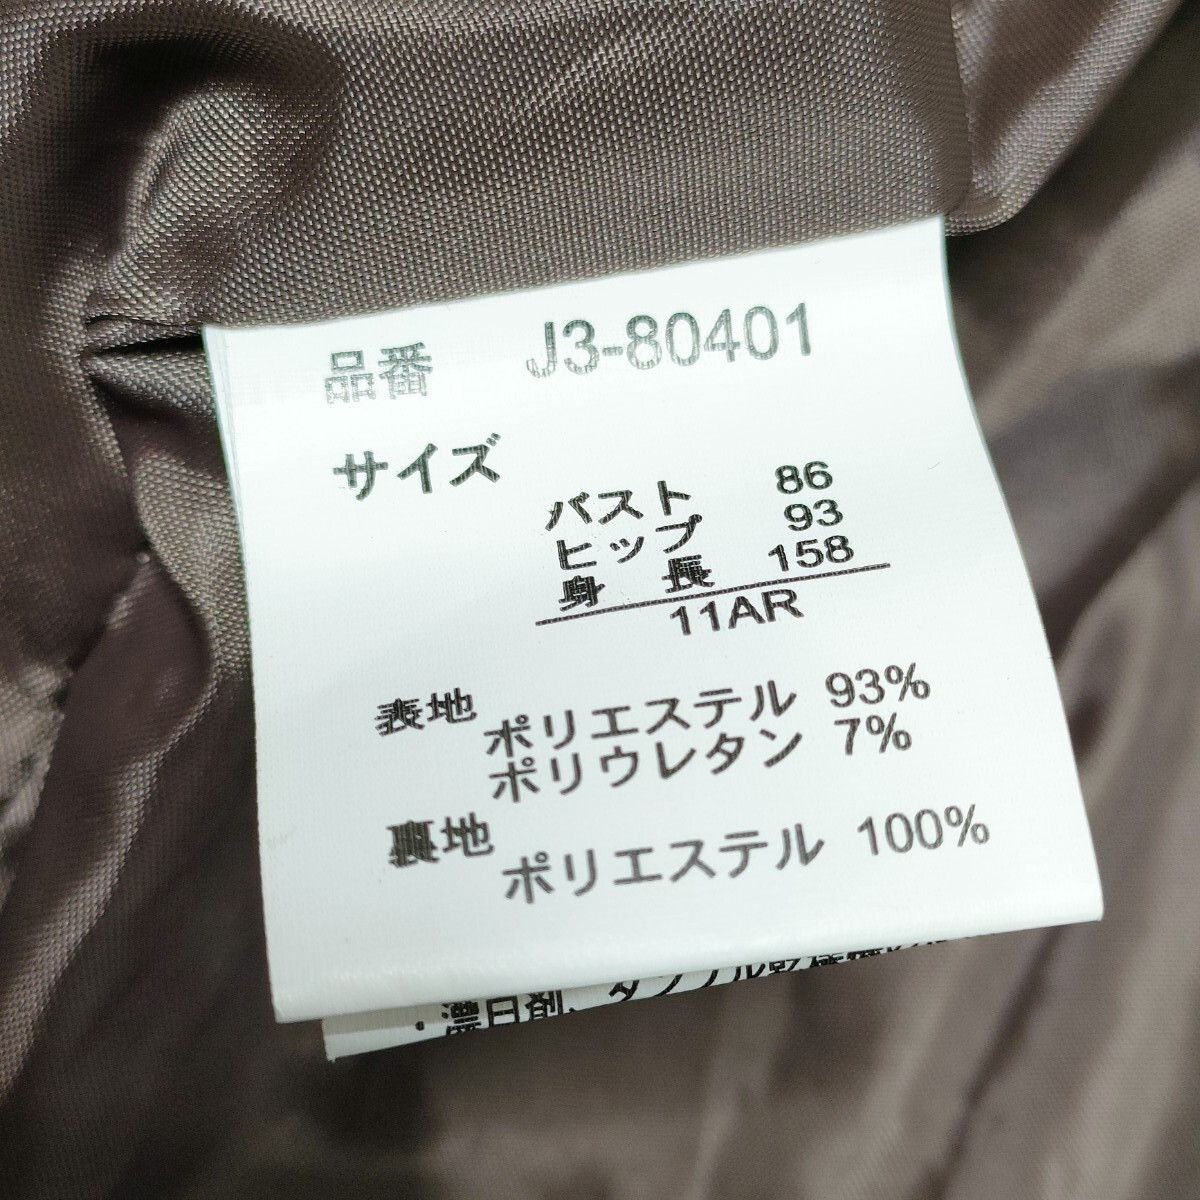 品番 J3-80401
サイズ
バスト 86
ヒップ 93
身 長 158
11AR
表地
ポリエステル 93%
ポリウレタン 7%
裏地
ポリエステル 100%